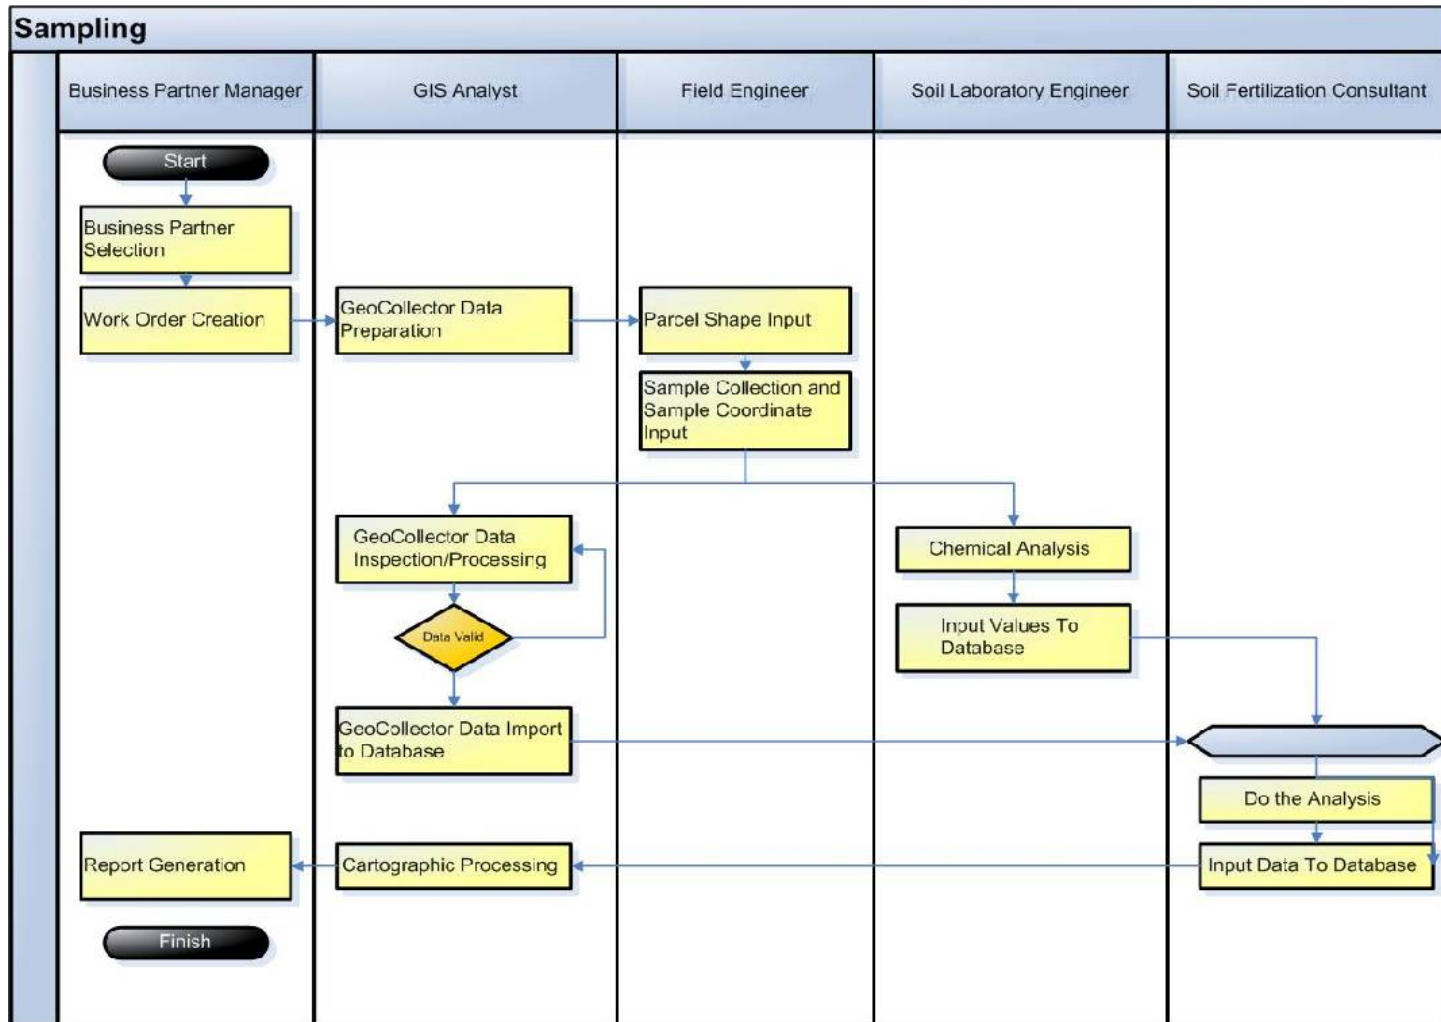 Sampling
Business Partner Manager
GIS Analyst
Field Engineer
Soil Laboratory Engineer
Soil Fertilization Consultant
Start
Business Partner
Selection
Work Order Creation
GeoCollector Data
Preparation
Parcel Shape Input
Sample Collection and
Sample Coordinate
Input
GeoCollector Data
Inspection/Processing
Chemical Analysis
Data Valid
Input Values To
Database
GeoCollector Data Import
to Database
Do the Analysis
Report Generation
Cartographic Processing
Input Data To Database
Finish